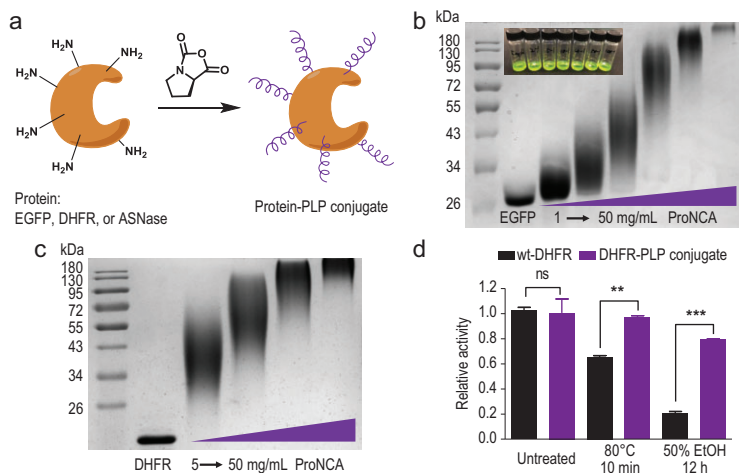 a
H₂N
NH₂
H₂N
H₂N
H₂N
NH₂
NH₂
O
O
O
N
Protein:
EGFP, DHFR, or ASNase
Protein-PLP conjugate
b
kDa
180
130
95
72
55
43
34
26
EGFP 1 → 50 mg/mL ProNCA
c
kDa
180
130
95
72
55
43
34
26
DHFR 5 → 50 mg/mL ProNCA
d
wt-DHFR DHFR-PLP conjugate
ns
**
***
Relative activity
1.2
1.0
0.8
0.6
0.4
0.2
0.0
Untreated
80°C
10 min
50% EtOH
12 h